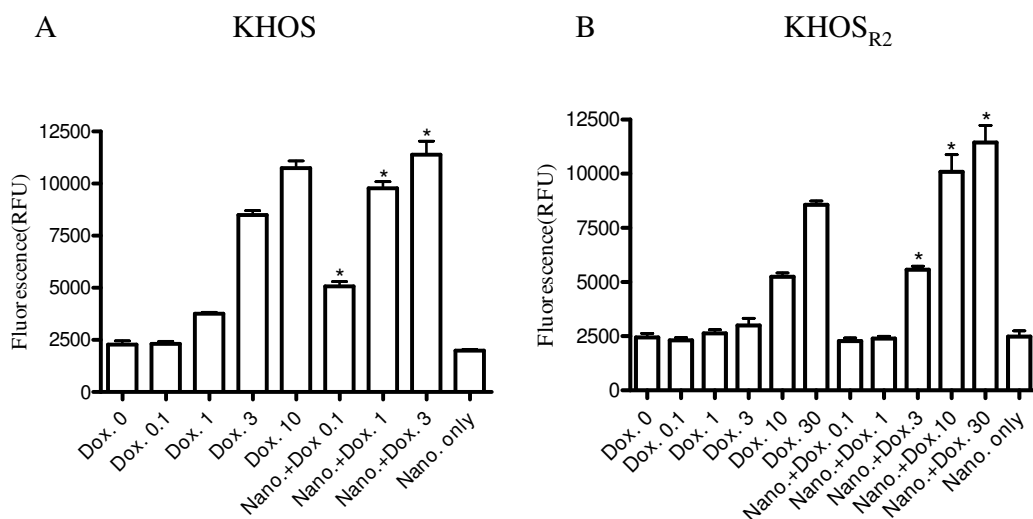 A
KHOS
Fluorescence(RFU)
12500
10000
7500
5000
2500
0
*
*
*
Dox. 0
Dox. 0.1
Dox. 1
Dox. 3
Dox. 10
Nano.+Dox 0.1
Nano.+Dox. 1
Nano.+Dox. 3
Nano. only
B
KHOSR2
Fluorescence(RFU)
12500
10000
7500
5000
2500
0
*
*
*
Dox. 0
Dox. 0.1
Dox. 1
Dox. 3
Dox. 10
Dox. 30
Nano.+Dox. 0.1
Nano.+Dox. 1
Nano.+Dox.3
Nano.+Dox. 10
Nano.+Dox. 30
Nano. only